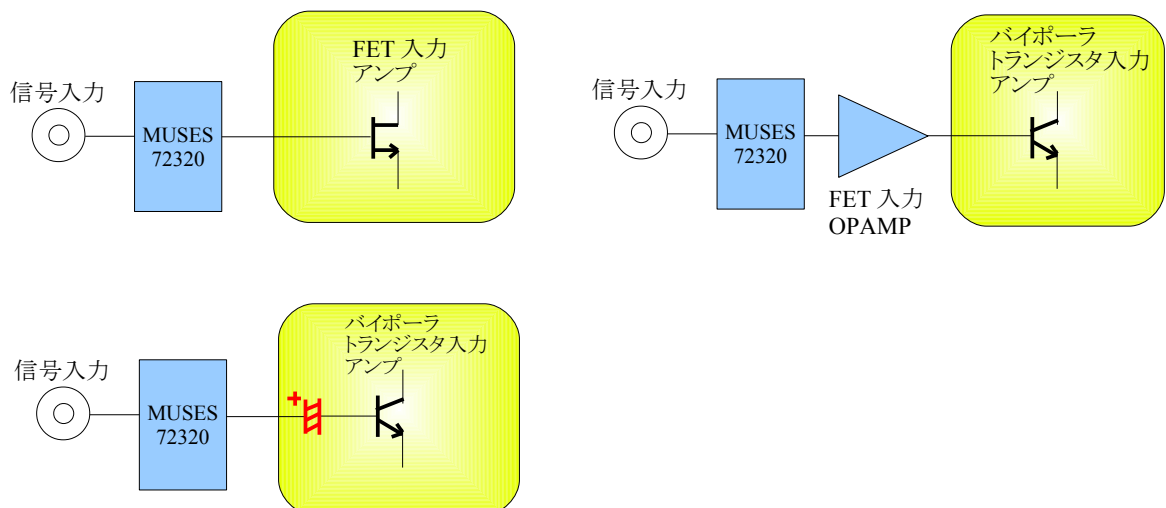 信号入力
MUSES
72320
FET 入力
アンプ
信号入力
MUSES
72320
FET 入力
OPAMP
バイポーラ
トランジスタ入力
アンプ
信号入力
MUSES
72320
+
バイポーラ
トランジスタ入力
アンプ